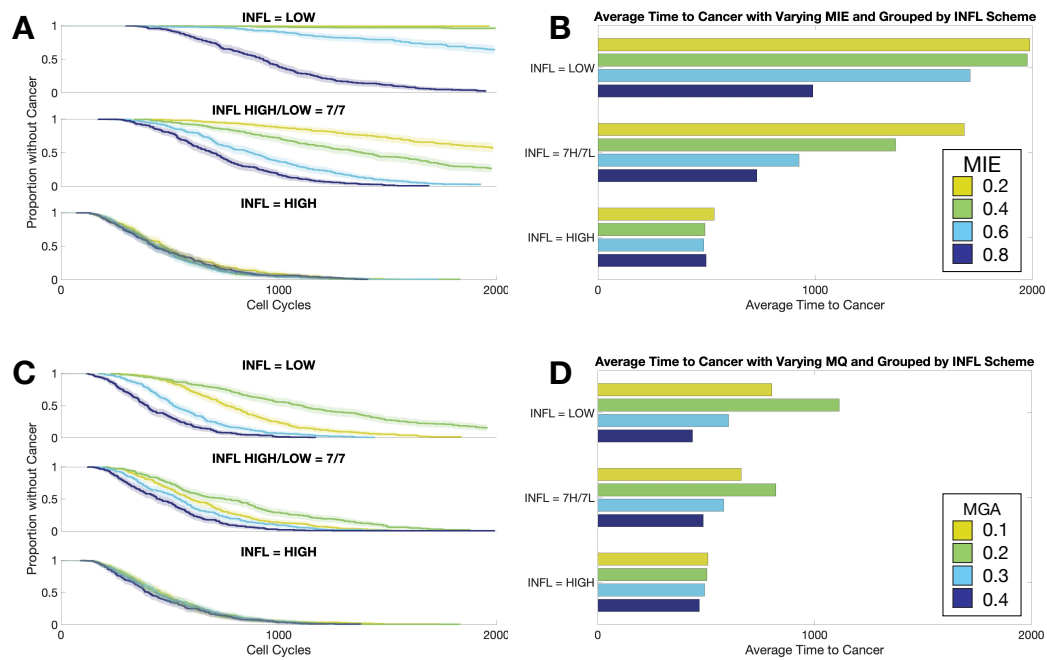 A
INFL = LOW
1
0.5
0
INFL HIGH/LOW = 7/7
1
0.5
0
INFL = HIGH
1
0.5
0
0
1000
2000
Cell Cycles
Proportion without Cancer
B
Average Time to Cancer with Varying MIE and Grouped by INFL Scheme
INFL = LOW
INFL = 7H/7L
INFL = HIGH
0
1000
2000
Average Time to Cancer
MIE
0.2
0.4
0.6
0.8
C
INFL = LOW
1
0.5
0
INFL HIGH/LOW = 7/7
1
0.5
0
INFL = HIGH
1
0.5
0
0
1000
2000
Cell Cycles
Proportion without Cancer
D
Average Time to Cancer with Varying MQ and Grouped by INFL Scheme
INFL = LOW
INFL = 7H/7L
INFL = HIGH
0
1000
2000
Average Time to Cancer
MGA
0.1
0.2
0.3
0.4